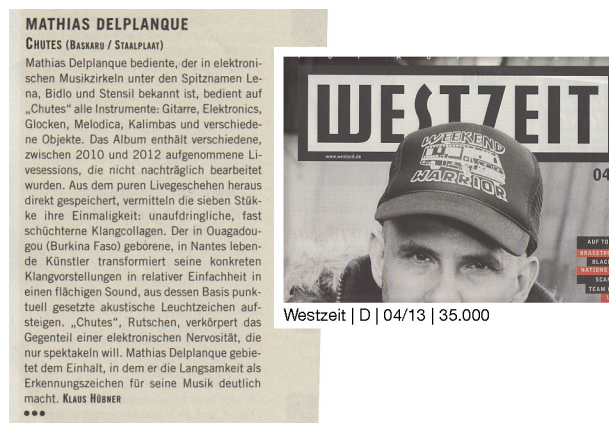 MATHIAS DELPLANQUE
CHUTES (BASKARU / STAALPLAAT)
Mathias Delplanque bediente, der in elektroni-
schen Musikzirkeln unter den Spitznamen Le-
na, Bidlo und Stensil bekannt ist, bedient auf
„Chutes" alle Instrumente: Gitarre, Elektronics,
Glocken, Melodica, Kalimbas und verschiede-
ne Objekte. Das Album enthält verschiedene,
zwischen 2010 und 2012 aufgenommene Li-
vesessions, die nicht nachträglich bearbeitet
wurden. Aus dem puren Livegeschehen heraus
direkt gespeichert, vermitteln die sieben Stük-
ke ihre Einmaligkeit: unaufdringliche, fast
schüchterne Klangcollagen. Der in Ouagadou-
gou (Burkina Faso) geborene, in Nantes leben-
de Künstler transformiert seine konkreten
Klangvorstellungen in relativer Einfachheit in
einen flächigen Sound, aus dessen Basis punk-
tuell gesetzte akustische Leuchtzeichen auf-
steigen. „Chutes", Rutschen, verkörpert das
Gegenteil einer elektronischen Nervosität, die
nur spektakeln will. Mathias Delplanque gebie-
tet dem Einhalt, in dem er die Langsamkeit als
Erkennungszeichen für seine Musik deutlich
macht. KLAUS HÜBNER
WESTZEIT
www.westzeit.de
WEEKEND
WARRIOR
04
AUF TO
BRASSTRO
BLACK
NATIONS
SCA
TEAM
Westzeit | D | 04/13 | 35.000